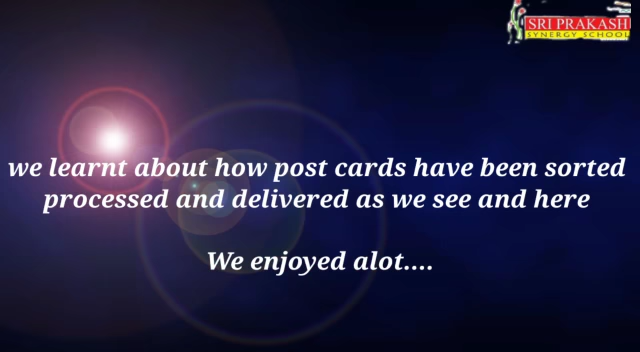 SRI PRAKASH
SYNERGY SCHOOL
we learnt about how post cards have been sorted
processed and delivered as we see and here
We enjoyed alot....